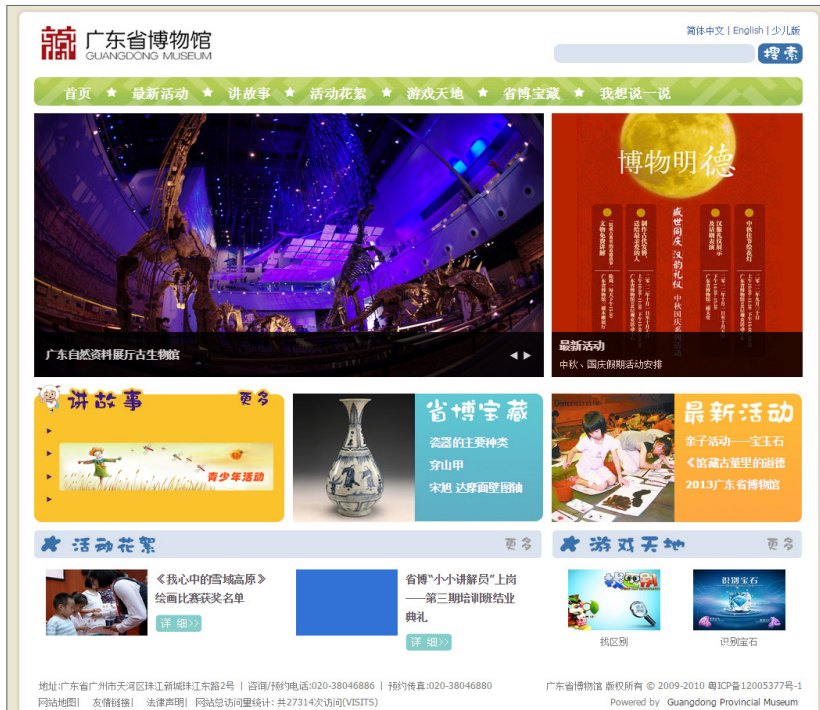 简体中文 | English | 少儿版
广东省博物馆
GUANGDONG MUSEUM
搜索
首页 ★ 最新活动 ★ 讲故事 ★ 活动花絮 ★ 游戏天地 ★ 省博宝藏 ★ 我想说一说
博物明德
盛世同庆 汉韵礼仪
广东自然资料展厅古生物馆
最新活动
中秋、国庆假期活动安排
讲故事
更多
青少年活动
省博宝藏
瓷器的主要种类
穿山甲
宋旭 达摩面壁图轴
最新活动
亲子活动——宝玉石
《馆藏古董里的道德
2013广东省博物馆
活动花絮
更多
《我心中的雪域高原》
绘画比赛获奖名单
详 细>>
省博“小小讲解员”上岗
——第三期培训班结业
典礼
详 细>>
游戏天地
更多
找区别
找区别
识别宝石
识别宝石
地址:广东省广州市天河区珠江新城珠江东路2号 | 咨询/预约电话:020-38046886 | 预约传真:020-38046880
网站地图| 友情链接| 法律声明| 网站总访问量统计: 共27314次访问(VISITS)
广东省博物馆 版权所有 © 2009-2010 粤ICP备12005377号-1
Powered by Guangdong Provincial Museum